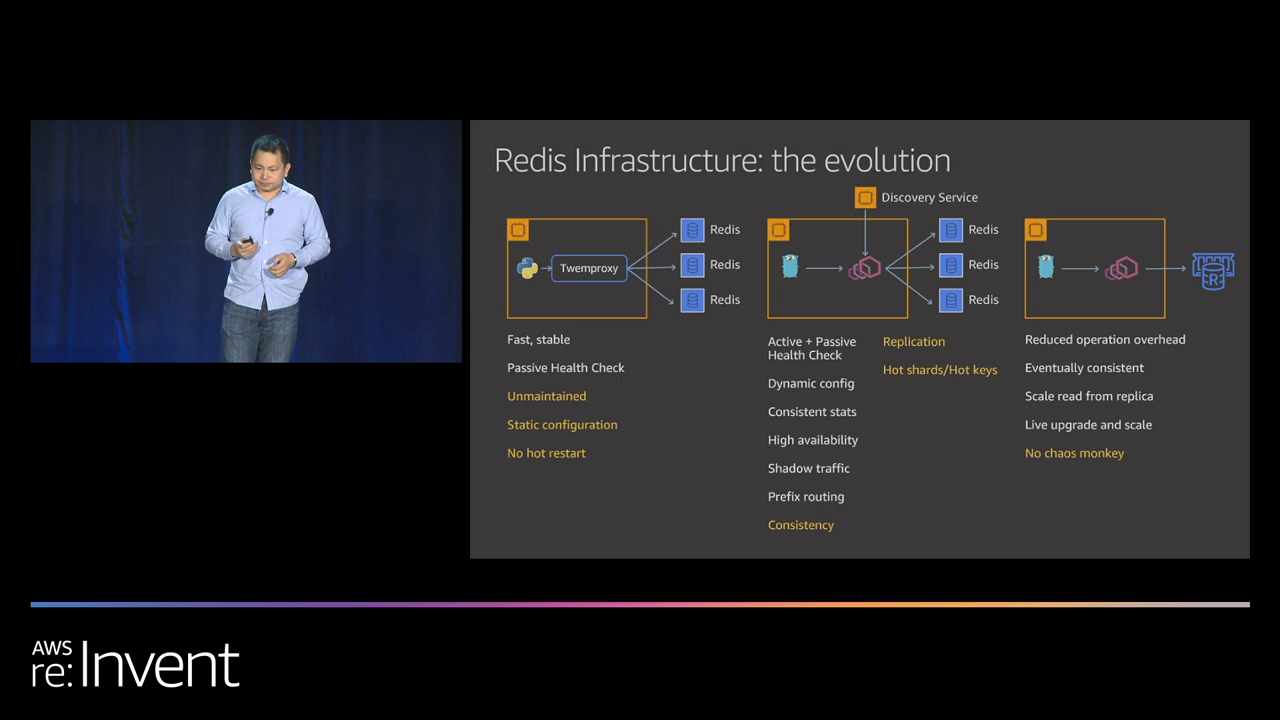 Redis Infrastructure: the evolution
Twemproxy
Redis
Redis
Redis
Fast, stable
Passive Health Check
Unmaintained
Static configuration
No hot restart
Discovery Service
Redis
Redis
Redis
Active + Passive
Health Check
Dynamic config
Consistent stats
High availability
Shadow traffic
Prefix routing
Consistency
Replication
Hot shards/Hot keys
R
Reduced operation overhead
Eventually consistent
Scale read from replica
Live upgrade and scale
No chaos monkey
AWS
re:Invent